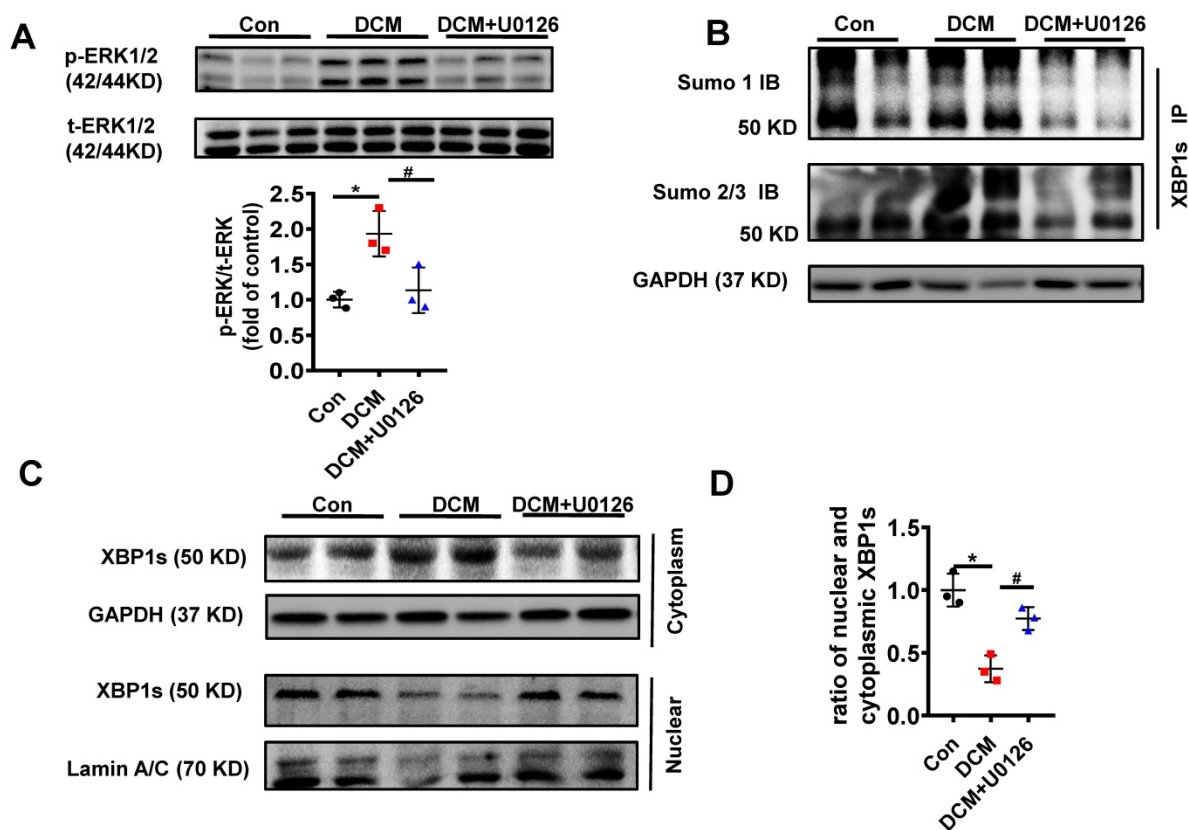 A
Con DCM DCM+U0126
p-ERK1/2
(42/44KD)
t-ERK1/2
(42/44KD)
p-ERK/t-ERK
(fold of control)
2.5
2.0
1.5
1.0
0.5
0.0
* #
Con
DCM
DCM+U0126
B
Con DCM DCM+U0126
Sumo 1 IB
50 KD
Sumo 2/3 IB
50 KD
GAPDH (37 KD)
XBP1s IP
C
Con DCM DCM+U0126
XBP1s (50 KD)
GAPDH (37 KD)
Cytoplasm
XBP1s (50 KD)
Lamin A/C (70 KD)
Nuclear
D
ratio of nuclear and
cytoplasmic XBP1s
1.5
1.0
0.5
0.0
* #
Con
DCM
DCM+U0126